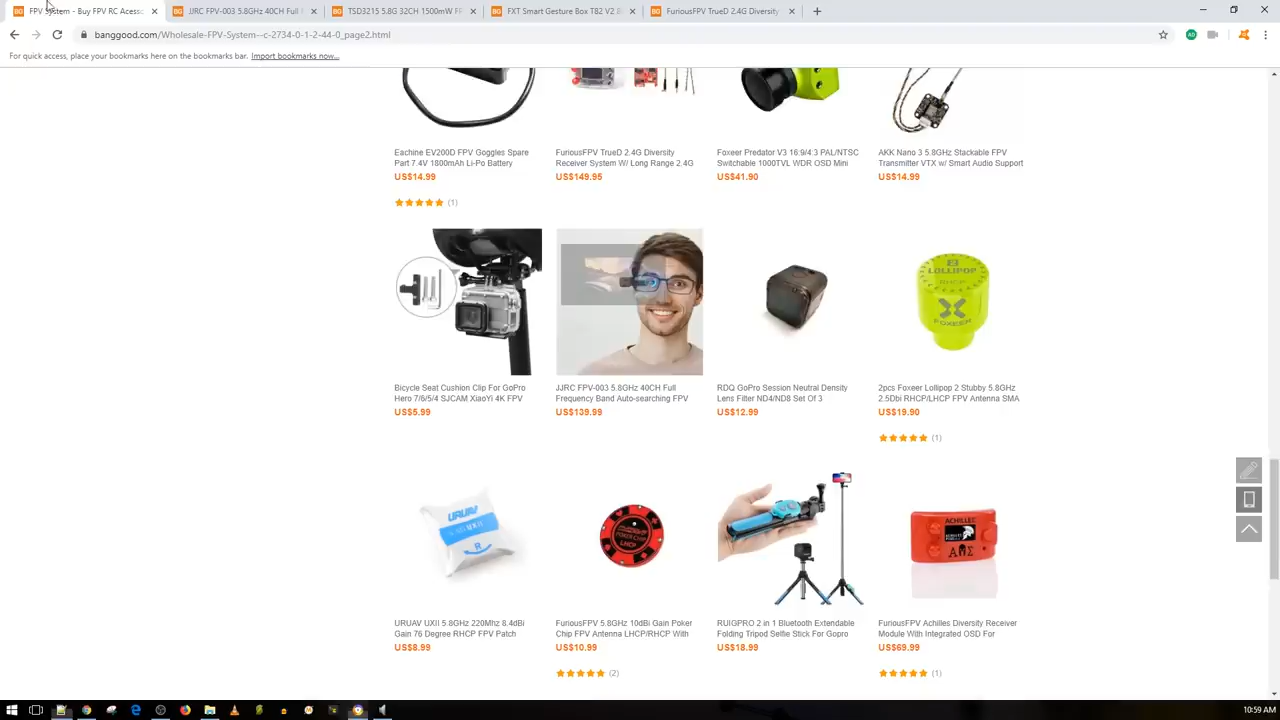 FPV System - Buy FPV RC Acess
JJRC FPV-003 5.8GHz 40CH Full
TSD3215 5.8G 32CH 1500mW FP
FXT Smart Gesture Box T82 V2
FuriousFPV TrueD 2.4G Diversity
banggood.com/Wholesale-FPV-System--c-2734-0-1-2-44-0_page2.html
For quick access, place your bookmarks here on the bookmarks bar. Import bookmarks now...
Eachine EV200D FPV Goggles Spare
Part 7.4V 1800mAh Li-Po Battery
US$14.99
(1)
FuriousFPV TrueD 2.4G Diversity
Receiver System W/ Long Range 2.4G
US$149.95
Foxeer Predator V3 16:9/4:3 PAL/NTSC
Switchable 1000TVL WDR OSD Mini
US$41.90
AKK Nano 3 5.8GHz Stackable FPV
Transmitter VTX w/ Smart Audio Support
US$14.99
Bicycle Seat Cushion Clip For GoPro
Hero 7/6/5/4 SJCAM XiaoYi 4K FPV
US$5.99
JJRC FPV-003 5.8GHz 40CH Full
Frequency Band Auto-searching FPV
US$139.99
RDQ GoPro Session Neutral Density
Lens Filter ND4/ND8 Set Of 3
US$12.99
LOLLIPOP
RHCP
FOXEER
2pcs Foxeer Lollipop 2 Stubby 5.8GHz
2.5Dbi RHCP/LHCP FPV Antenna SMA
US$19.90
(1)
URUAV
URUAV UXII 5.8GHz 220Mhz 8.4dBi
Gain 76 Degree RHCP FPV Patch
US$8.99
LHCP
FuriousFPV 5.8GHz 10dBi Gain Poker
Chip FPV Antenna LHCP/RHCP With
US$10.99
(2)
RUIGPRO 2 in 1 Bluetooth Extendable
Folding Tripod Selfie Stick For Gopro
US$18.99
ACHILLES
FuriousFPV Achilles Diversity Receiver
Module With Integrated OSD For
US$69.99
(1)
10:59 AM